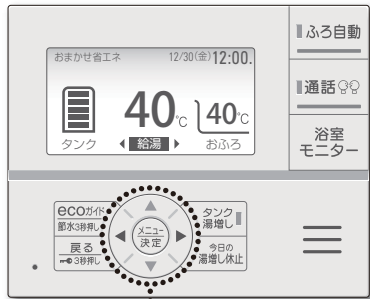 おまかせ省エネ 12/30(金)12:00.
40℃ 40℃
タンク 給湯 おふろ
ふろ自動
通話
浴室
モニター
ecoガイド
節水3秒押し
戻る
3秒押し
メニュー
決定
タンク
湯増し
今日の
湯増し休止